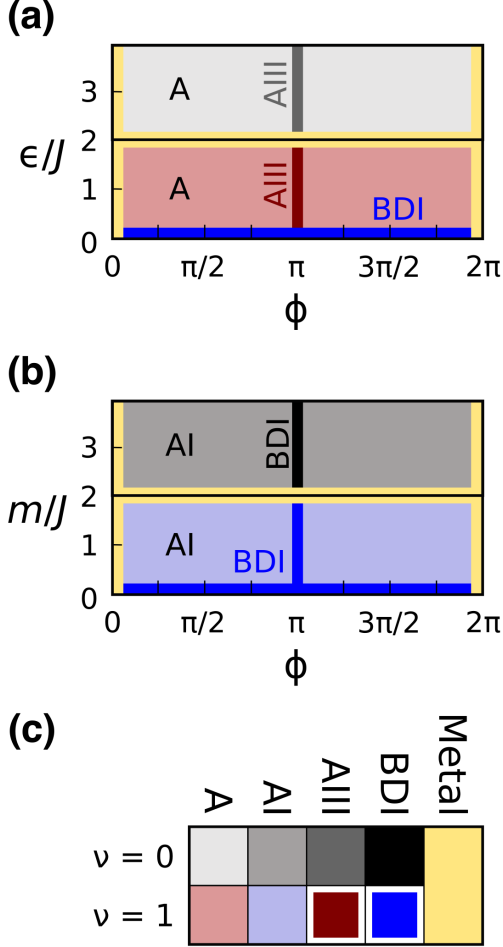 (a)
3
A
AIII
2
ϵ/J
1
A
AIII
BDI
0
0 π/2 π 3π/2 2π
ϕ
(b)
3
AI
BDI
2
m/J
1
AI
BDI
0
0 π/2 π 3π/2 2π
ϕ
(c)
A AI AIII BDI Metal
ν = 0
ν = 1